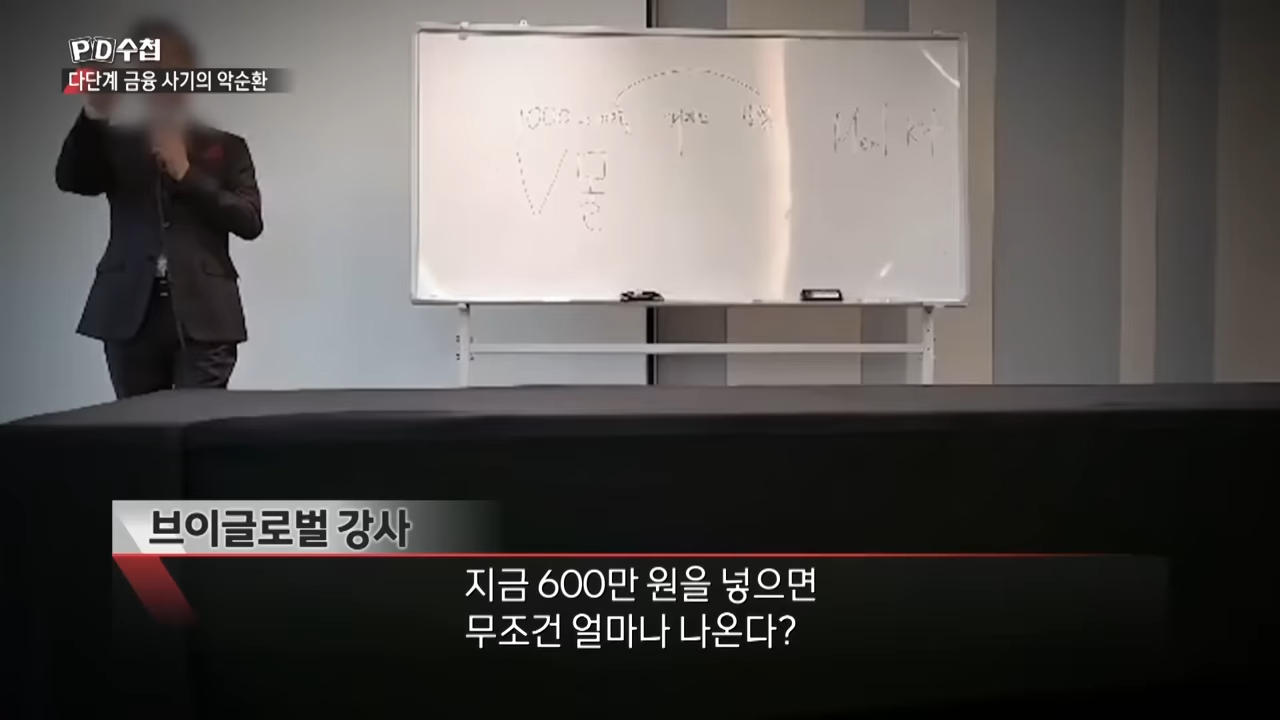 PD수첩
다단계 금융 사기의 악순환
1000
브이글로벌 강사
지금 600만 원을 넣으면
무조건 얼마나 나온다?